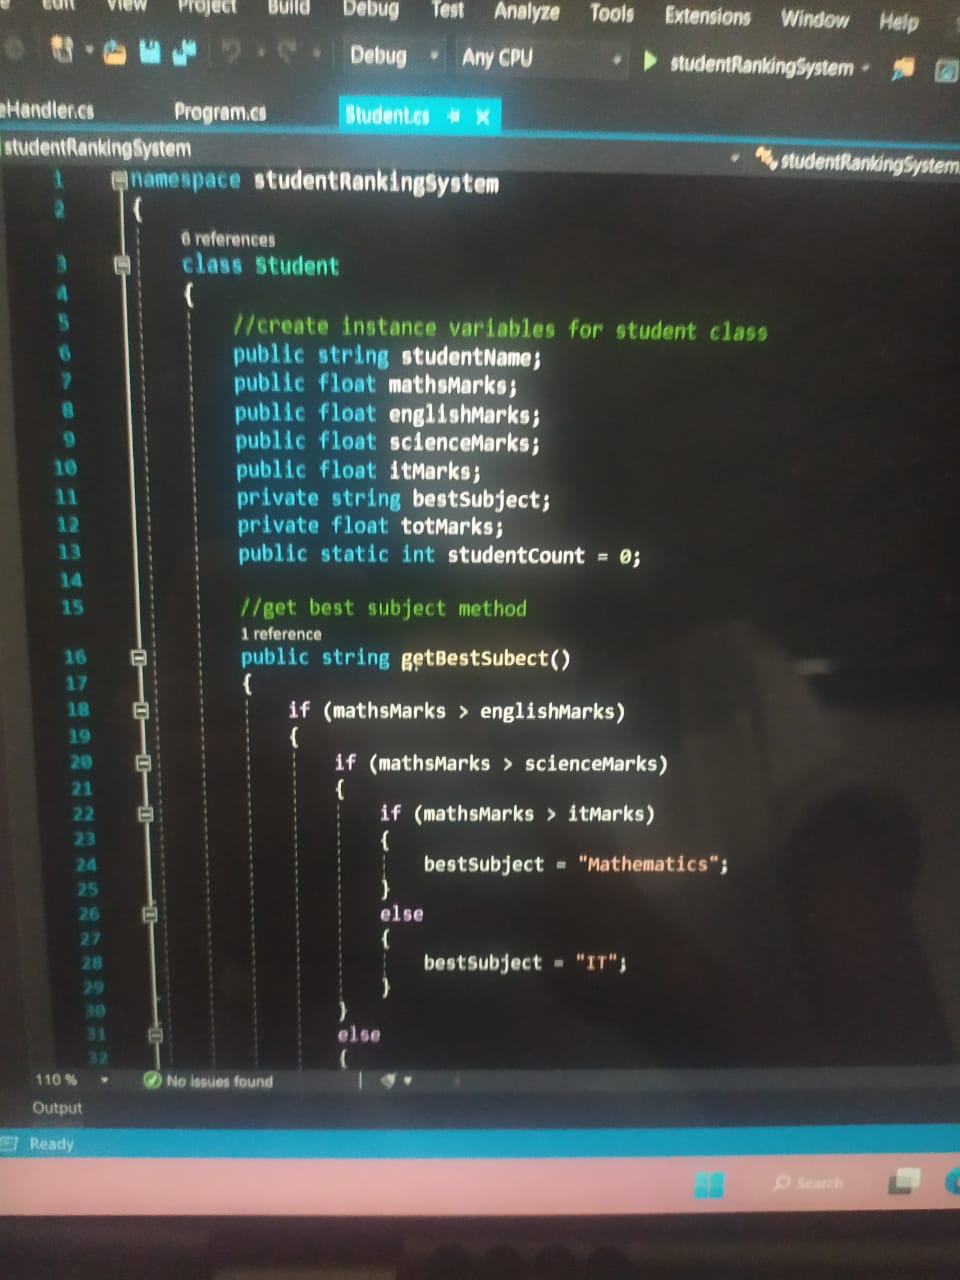 Edit View Project Build Debug Test Analyze Tools Extensions Window Help
Debug Any CPU studentRankingSystem
eHandler.cs Program.cs Student.cs
studentRankingSystem studentRankingSystem
1 namespace studentRankingSystem
2 {
6 references
3 class Student
4 {
5 //create instance variables for student class
6 public string studentName;
7 public float mathsMarks;
8 public float englishMarks;
9 public float scienceMarks;
10 public float itMarks;
11 private string bestSubject;
12 private float totMarks;
13 public static int studentCount = 0;
14
15 //get best subject method
1 reference
16 public string getBestSubect()
17 {
18 if (mathsMarks > englishMarks)
19 {
20 if (mathsMarks > scienceMarks)
21 {
22 if (mathsMarks > itMarks)
23 {
24 bestSubject = "Mathematics";
25 }
26 else
27 {
28 bestSubject = "IT";
29 }
30 }
31 else
32 {
110 % No issues found
Output
Ready
Search